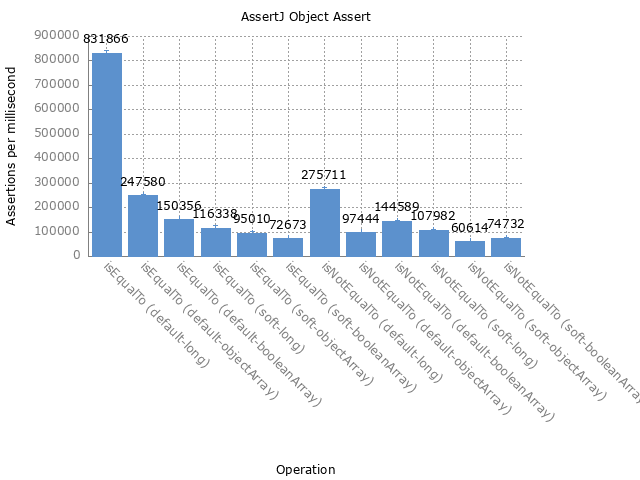 AssertJ Object Assert
Assertions per millisecond
900000
800000
700000
600000
500000
400000
300000
200000
100000
0
831866
247580
150356
116338
95010
72673
275711
97444
144589
107982
60614
74732
isEqualTo (default-long)
isEqualTo (default-objectArray)
isEqualTo (default-booleanArray)
isEqualTo (soft-long)
isEqualTo (soft-objectArray)
isEqualTo (soft-booleanArray)
isNotEqualTo (default-long)
isNotEqualTo (default-objectArray)
isNotEqualTo (default-booleanArray)
isNotEqualTo (soft-long)
isNotEqualTo (soft-objectArray)
isNotEqualTo (soft-booleanArray
Operation